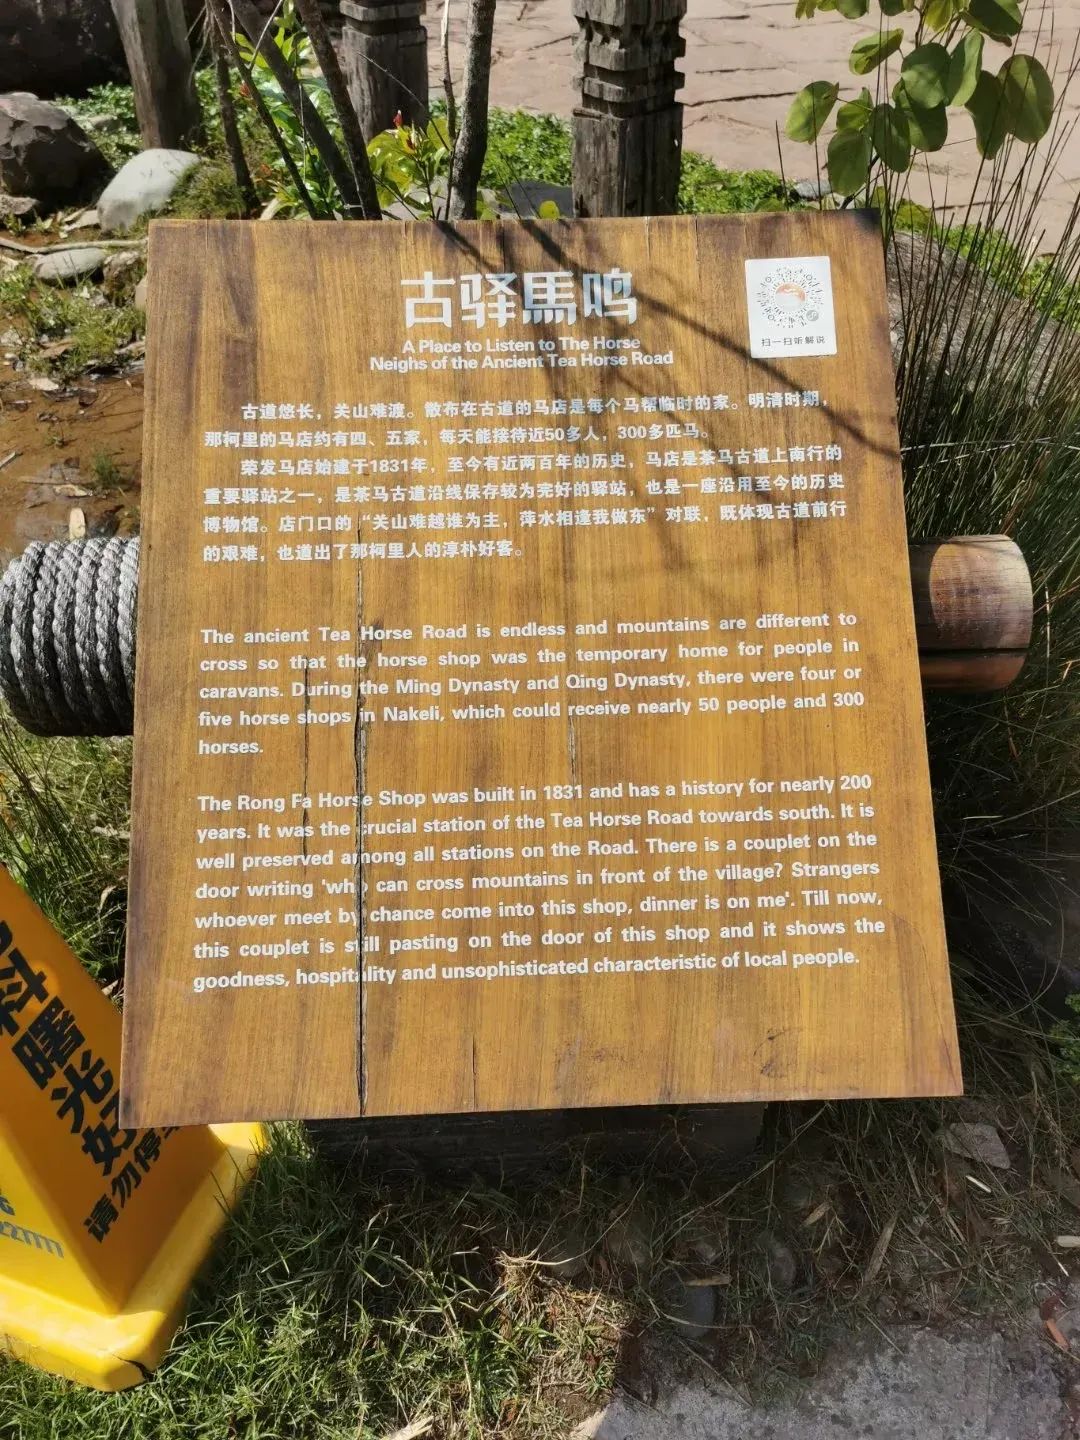 古驿馬鸣
A Place to Listen to The Horse
Neighs of the Ancient Tea Horse Road
扫一扫听解说
古道悠长，关山难渡。散布在古道的马店是每个马帮临时的家。明清时期，
那柯里的马店约有四、五家，每天能接待近50多人，300多匹马。
荣发马店始建于1831年，至今有近两百年的历史，马店是茶马古道上南行的
重要驿站之一，是茶马古道沿线保存较为完好的驿站，也是一座沿用至今的历史
博物馆。店门口的“关山难越谁为主，萍水相逢我做东”对联，既体现古道前行
的艰难，也道出了那柯里人的淳朴好客。
The ancient Tea Horse Road is endless and mountains are different to
cross so that the horse shop was the temporary home for people in
caravans. During the Ming Dynasty and Qing Dynasty, there were four or
five horse shops in Nakeli, which could receive nearly 50 people and 300
horses.
The Rong Fa Horse Shop was built in 1831 and has a history for nearly 200
years. It was the crucial station of the Tea Horse Road towards south. It is
well preserved among all stations on the Road. There is a couplet on the
door writing 'who can cross mountains in front of the village? Strangers
whoever meet by chance come into this shop, dinner is on me'. Till now,
this couplet is still pasting on the door of this shop and it shows the
goodness, hospitality and unsophisticated characteristic of local people.
曙光
请勿停